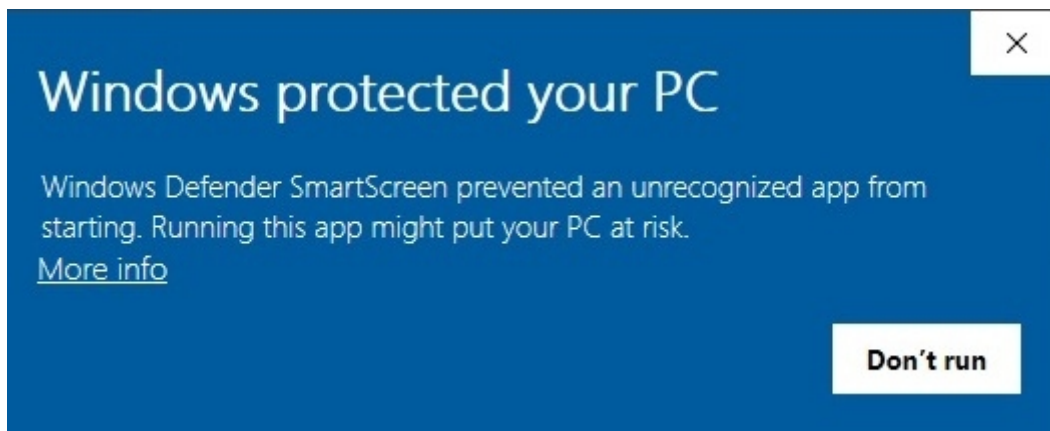 Windows protected your PC
Windows Defender SmartScreen prevented an unrecognized app from
starting. Running this app might put your PC at risk.
More info
Don't run